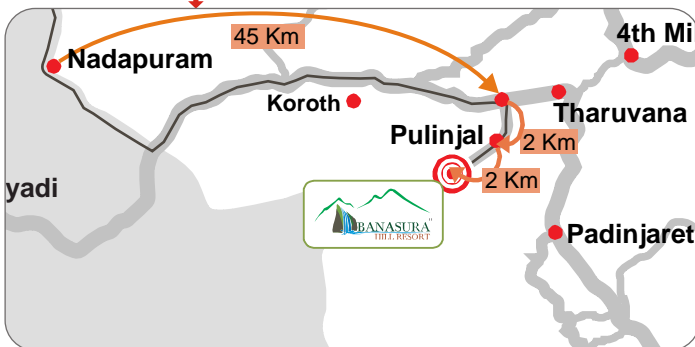 45 Km
4th Mi
Nadapuram
Koroth
Tharuvana
Pulinjal
2 Km
2 Km
yadi
BANASURA
HILL RESORT
Padinjaret